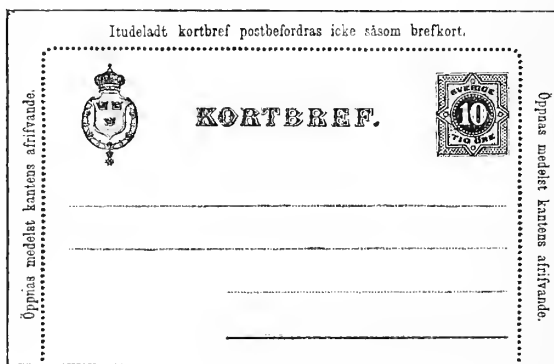 Itudeladt kortbref postbefordras icke såsom brefkort.
Öppnas medelst kantens afrifvande.
KORTBREF.
SVERIGE
10
TIO ÖRE
Öppnas medelst kantens afrifvande.